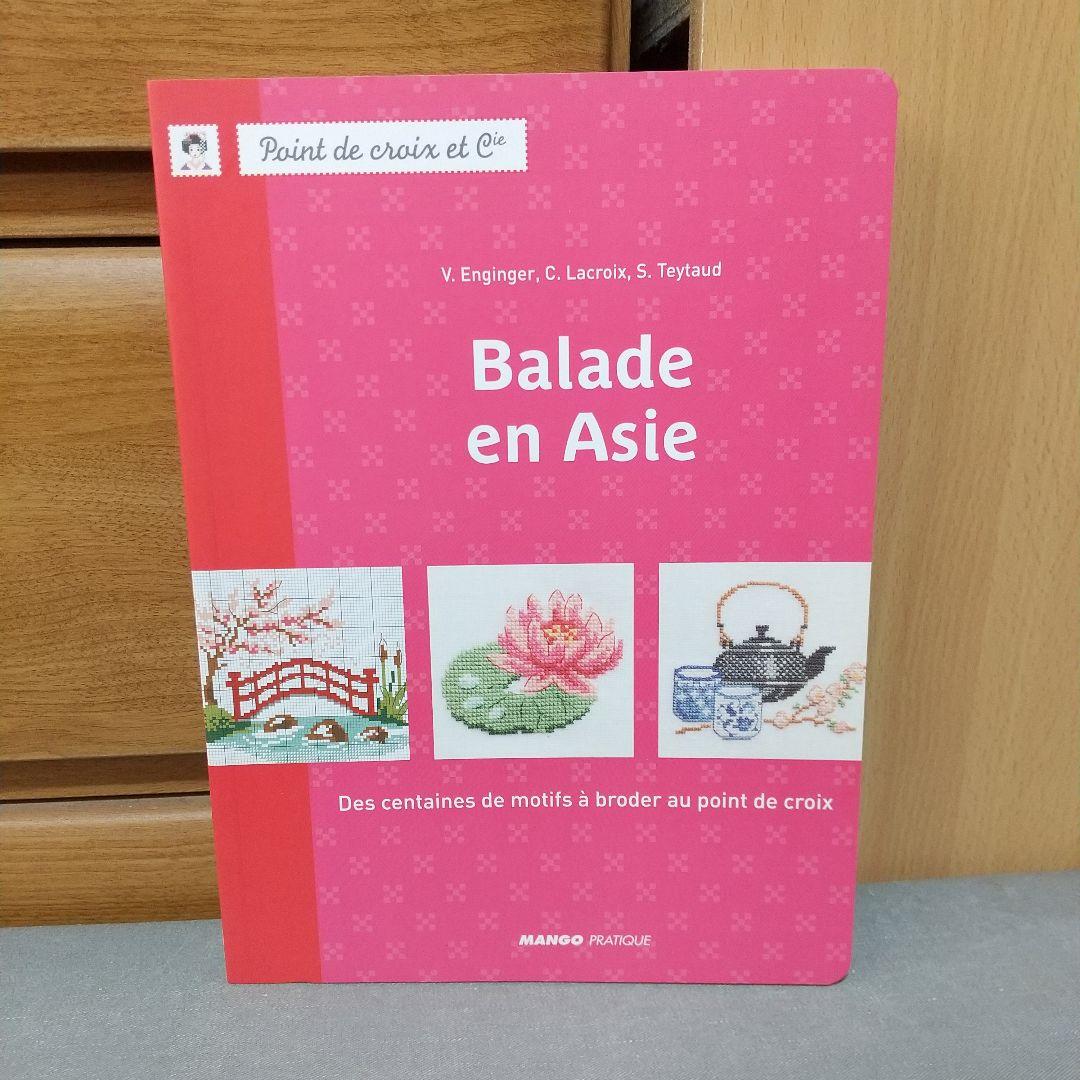 Point de croix et Cie
V. Enginger, C. Lacroix, S. Teytaud
Balade
en Asie
Des centaines de motifs à broder au point de croix
MANGO PRATIQUE